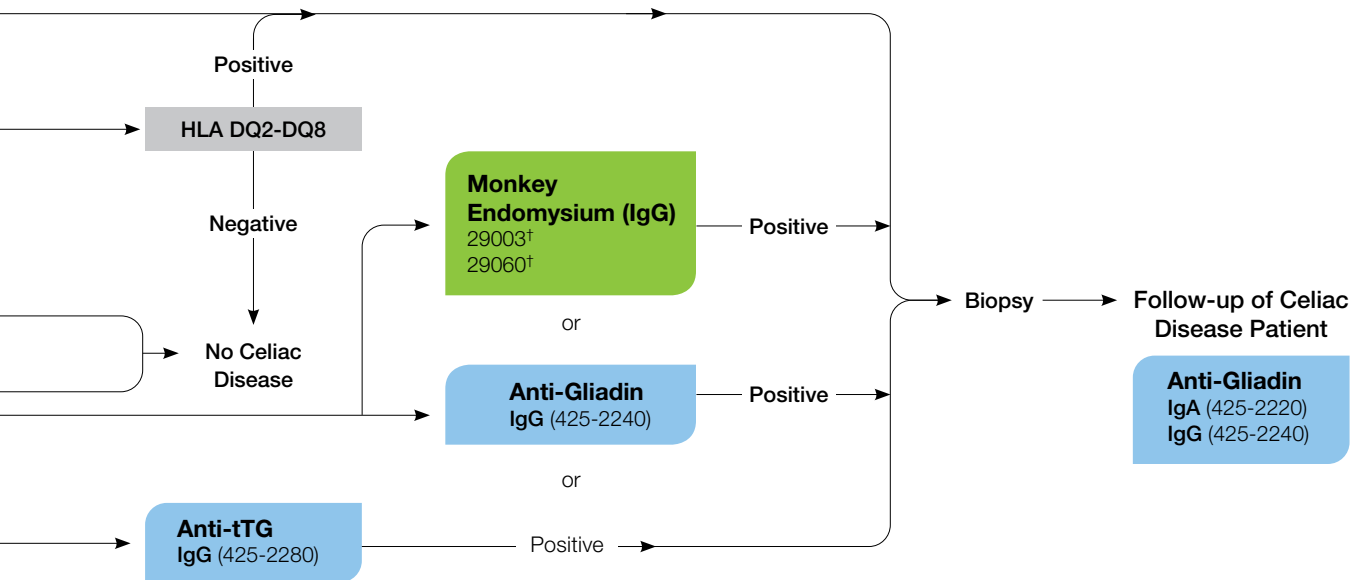 Positive
HLA DQ2-DQ8
Negative
No Celiac
Disease
Monkey
Endomysium (IgG)
29003†
29060†
Positive
or
Anti-Gliadin
IgG (425-2240)
Positive
or
Anti-tTG
IgG (425-2280)
Positive
Biopsy
Follow-up of Celiac
Disease Patient
Anti-Gliadin
IgA (425-2220)
IgG (425-2240)